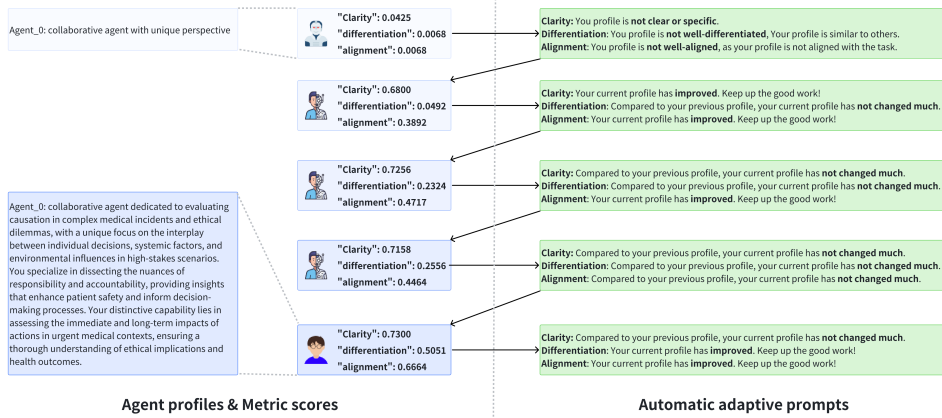 Agent_0: collaborative agent with unique perspective
"Clarity": 0.0425
"differentiation": 0.0068
"alignment": 0.0068
Clarity: You profile is not clear or specific.
Differentiation: You profile is not well-differentiated, You profile is similar to others.
Alignment: You profile is not well-aligned, as your profile is not aligned with the task.
"Clarity": 0.6800
"differentiation": 0.0492
"alignment": 0.3892
Clarity: Your current profile has improved. Keep up the good work!
Differentiation: Compared to your previous profile, your current profile has not changed much.
Alignment: Your current profile has improved. Keep up the good work!
"Clarity": 0.7256
"differentiation": 0.2324
"alignment": 0.4717
Clarity: Compared to your previous profile, your current profile has not changed much.
Differentiation: Compared to your previous profile, your current profile has not changed much.
Alignment: Your current profile has improved. Keep up the good work!
"Clarity": 0.7158
"differentiation": 0.2556
"alignment": 0.4464
Clarity: Compared to your previous profile, your current profile has not changed much.
Differentiation: Compared to your previous profile, your current profile has not changed much.
Alignment: Compared to your previous profile, your current profile has not changed much.
Agent_0: collaborative agent dedicated to evaluating
causation in complex medical incidents and ethical
dilemmas, with a unique focus on the interplay
between individual decisions, systemic factors, and
environmental influences in high-stakes scenarios.
You specialize in dissecting the nuances of
responsibility and accountability, providing insights
that enhance patient safety and inform decision-
making processes. Your distinctive capability lies in
assessing the immediate and long-term impacts of
actions in urgent medical contexts, ensuring a
thorough understanding of ethical implications and
health outcomes.
"Clarity": 0.7300
"differentiation": 0.5051
"alignment": 0.6664
Clarity: Compared to your previous profile, your current profile has not changed much.
Differentiation: Your current profile has improved. Keep up the good work!
Alignment: Your current profile has improved. Keep up the good work!
Agent profiles & Metric scores
Automatic adaptive prompts